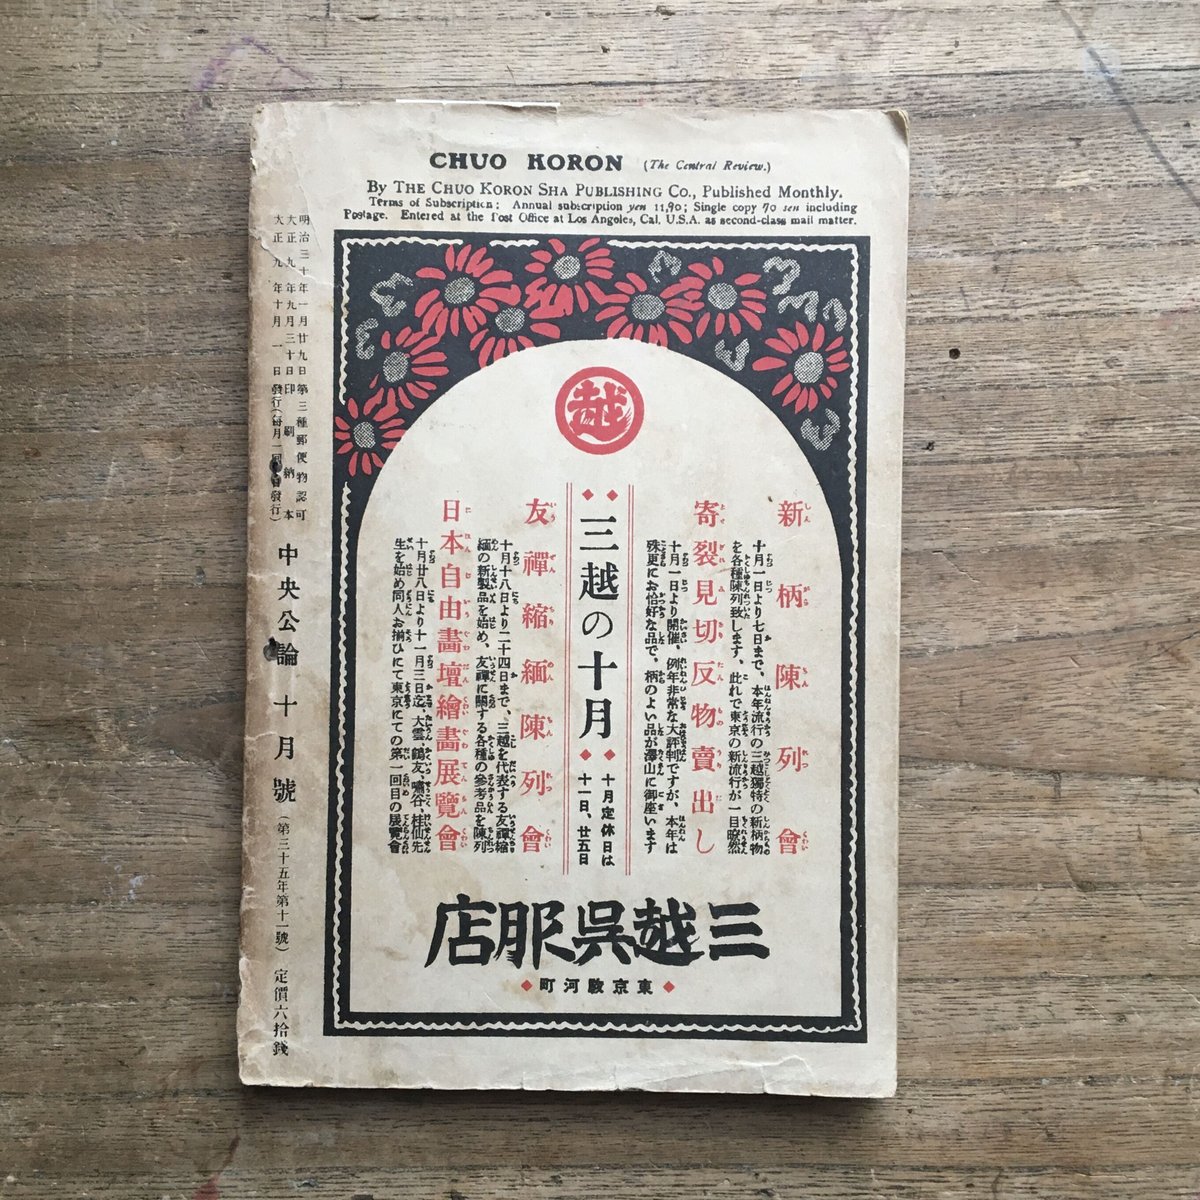 CHUO KORON (The Central Review.)
By THE CHUO KORON SHA PUBLISHING Co., Published Monthly.
Terms of Subscription: Annual subscription yen 11,90; Single copy 70 sen including
Postage. Entered at the Post Office at Los Angeles, Cal. U.S.A. as second-class mail matter.
越
新柄陳列會
十月一日より七日まで、本年流行の三越獨特の新柄物
を各種陳列致します、此れで東京の新流行が一目瞭然
寄裂見切反物賣出し
十月一日より開催、例年非常な大評判ですが、本年は
殊更にお恰好な品で、柄のよい品が澤山に御座います
三越の十月
十月定休日は
十一日、廿五日
友禪縮緬陳列會
十月十八日より二十四日まで、三越を代表する友禪縮
緬の新製品を始め、友禪に關する各種の參考品を陳列
日本自由畫壇繪畫展覽會
十月廿八日より十一月三日迄、大雲、鶴友、嘯谷、桂仙先
生を始め同人お揃ひにて東京にての第一回目の展覽會
三越呉服店
東京駿河町
明治三十年一月廿九日第三種郵便物認可
大正九年九月三十日印刷納本
大正九年十月一日發行(每月一回一日發行)
中央公論 十月號 (第三十五年第十一號) 定價六拾錢